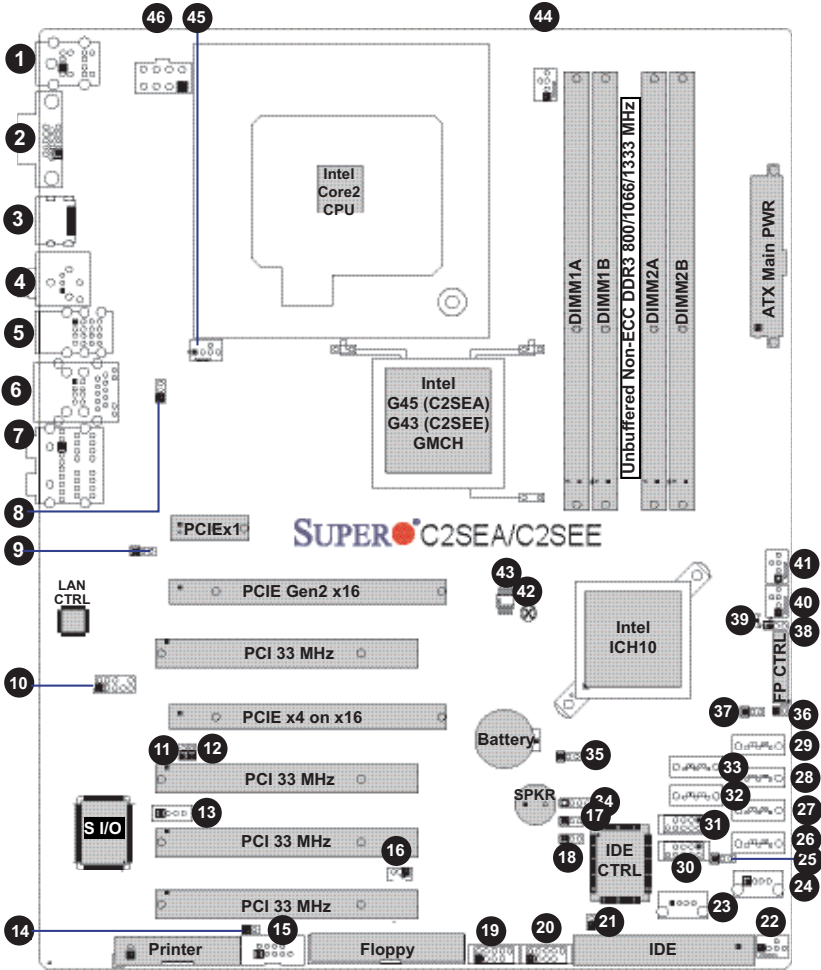 46 45 44
1
2
3
4
5
6
7
8
9
Intel
Core2
CPU
DIMM1A
DIMM1B
Unbuffered Non-ECC DDR3 800/1066/1333 MHz
DIMM2A
DIMM2B
ATX Main PWR
Intel
G45 (C2SEA)
G43 (C2SEE)
GMCH
PCIEx1
SUPER C2SEA/C2SEE
LAN
CTRL
PCIE Gen2 x16
43
42
41
40
39
38
Intel
ICH10
FP CTRL
PCI 33 MHz
10
PCIE x4 on x16
37
36
Battery
11 12
35
29
33
28
PCI 33 MHz
SPKR
34
32
27
13
17
31
S I/O
PCI 33 MHz
18
IDE
CTRL
26
16
30
25
24
PCI 33 MHz
23
14
15
21
22
Printer
Floppy
19
20
IDE